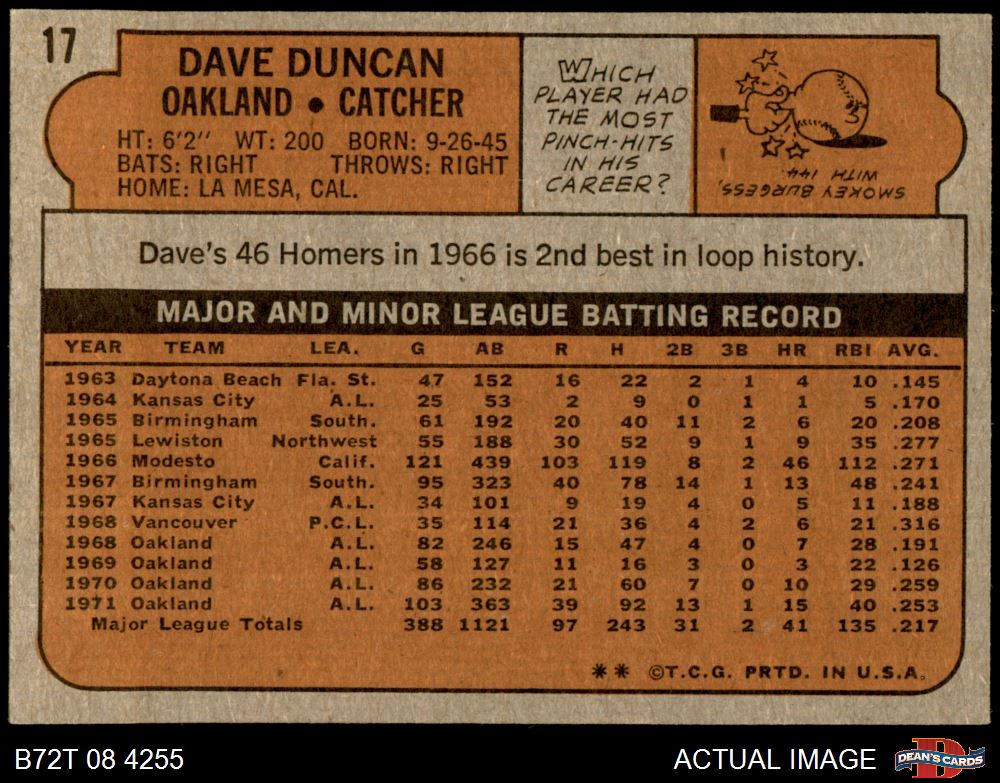 17
DAVE DUNCAN
OAKLAND • CATCHER
HT: 6'2" WT: 200 BORN: 9-26-45
BATS: RIGHT THROWS: RIGHT
HOME: LA MESA, CAL.
WHICH
PLAYER HAD
THE MOST
PINCH-HITS
IN HIS
CAREER?
SMOKEY BURGESS,
WITH 144.
Dave's 46 Homers in 1966 is 2nd best in loop history.
MAJOR AND MINOR LEAGUE BATTING RECORD
YEAR TEAM LEA. G AB R H 2B 3B HR RBI AVG.
1963 Daytona Beach Fla. St. 47 152 16 22 2 1 4 10 .145
1964 Kansas City A.L. 25 53 2 9 0 1 1 5 .170
1965 Birmingham South. 61 192 20 40 11 2 6 20 .208
1965 Lewiston Northwest 55 188 30 52 9 1 9 35 .277
1966 Modesto Calif. 121 439 103 119 8 2 46 112 .271
1967 Birmingham South. 95 323 40 78 14 1 13 48 .241
1967 Kansas City A.L. 34 101 9 19 4 0 5 11 .188
1968 Vancouver P.C.L. 35 114 21 36 4 2 6 21 .316
1968 Oakland A.L. 82 246 15 47 4 0 7 28 .191
1969 Oakland A.L. 58 127 11 16 3 0 3 22 .126
1970 Oakland A.L. 86 232 21 60 7 0 10 29 .259
1971 Oakland A.L. 103 363 39 92 13 1 15 40 .253
Major League Totals 388 1121 97 243 31 2 41 135 .217
** ©T.C.G. PRTD. IN U.S.A.
B72T 08 4255
ACTUAL IMAGE
D
DEAN'S CARDS